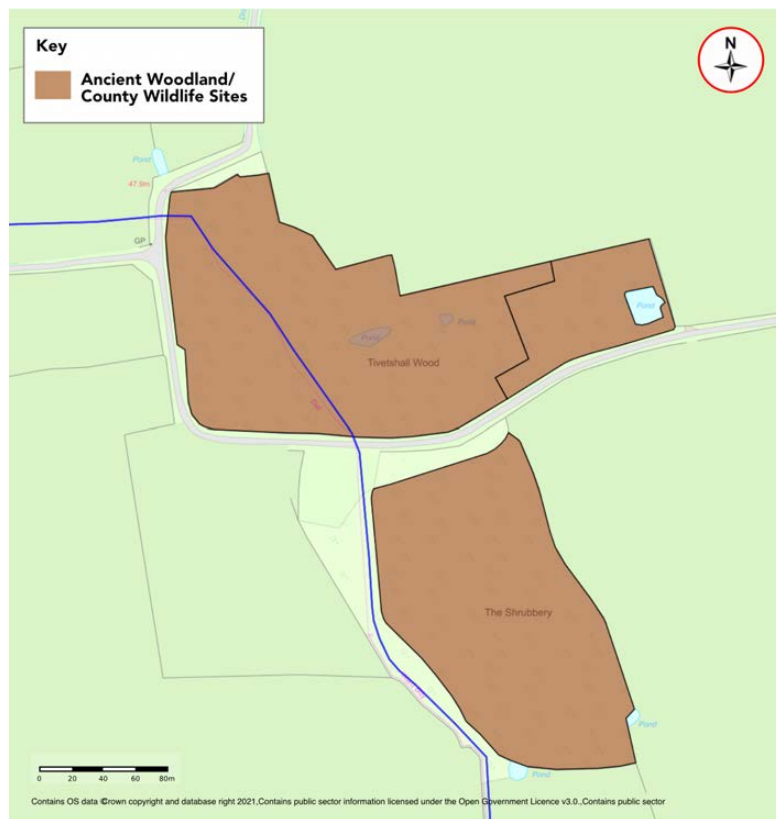 Key
Ancient Woodland/
County Wildlife Sites
N
Pond
47.9m
GP
Pond
Pond
Pond
Tivetshall Wood
The Shrubbery
Pond
Pond
0 20 40 60 80m
Contains OS data ©rown copyright and database right 2021,Contains public sector information licensed under the Open Government Licence v3.0.,Contains public sector